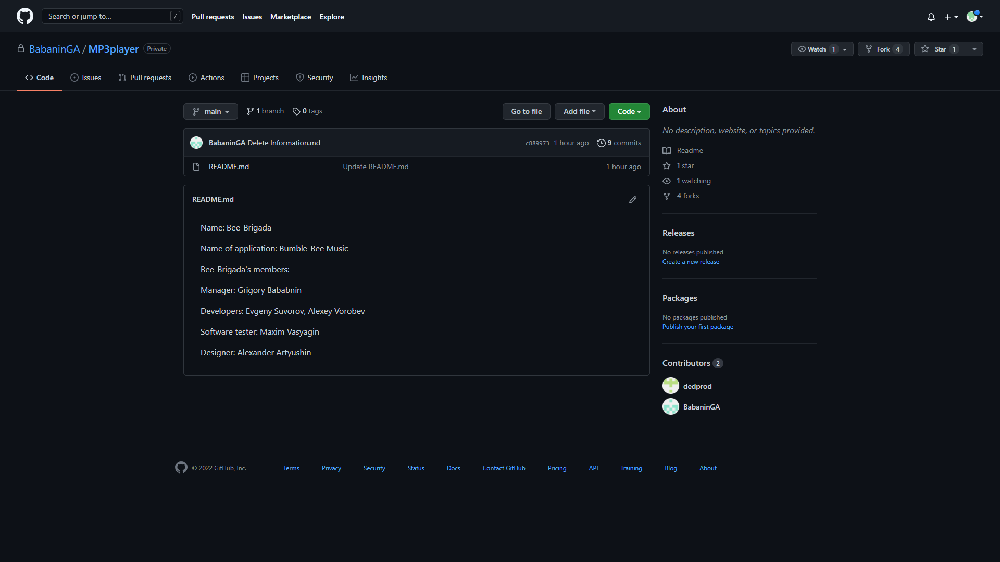 Search or jump to... /
Pull requests Issues Marketplace Explore
BabaninGA / MP3player Private
Watch 1 Fork 4 Star 1
Code Issues Pull requests Actions Projects Security Insights
main 1 branch 0 tags Go to file Add file Code
BabaninGA Delete Information.md c889973 1 hour ago 9 commits
README.md Update README.md 1 hour ago
README.md
Name: Bee-Brigada
Name of application: Bumble-Bee Music
Bee-Brigada's members:
Manager: Grigory Bababnin
Developers: Evgeny Suvorov, Alexey Vorobev
Software tester: Maxim Vasyagin
Designer: Alexander Artyushin
About
No description, website, or topics provided.
Readme
1 star
1 watching
4 forks
Releases
No releases published
Create a new release
Packages
No packages published
Publish your first package
Contributors 2
dedprod
BabaninGA
© 2022 GitHub, Inc. Terms Privacy Security Status Docs Contact GitHub Pricing API Training Blog About